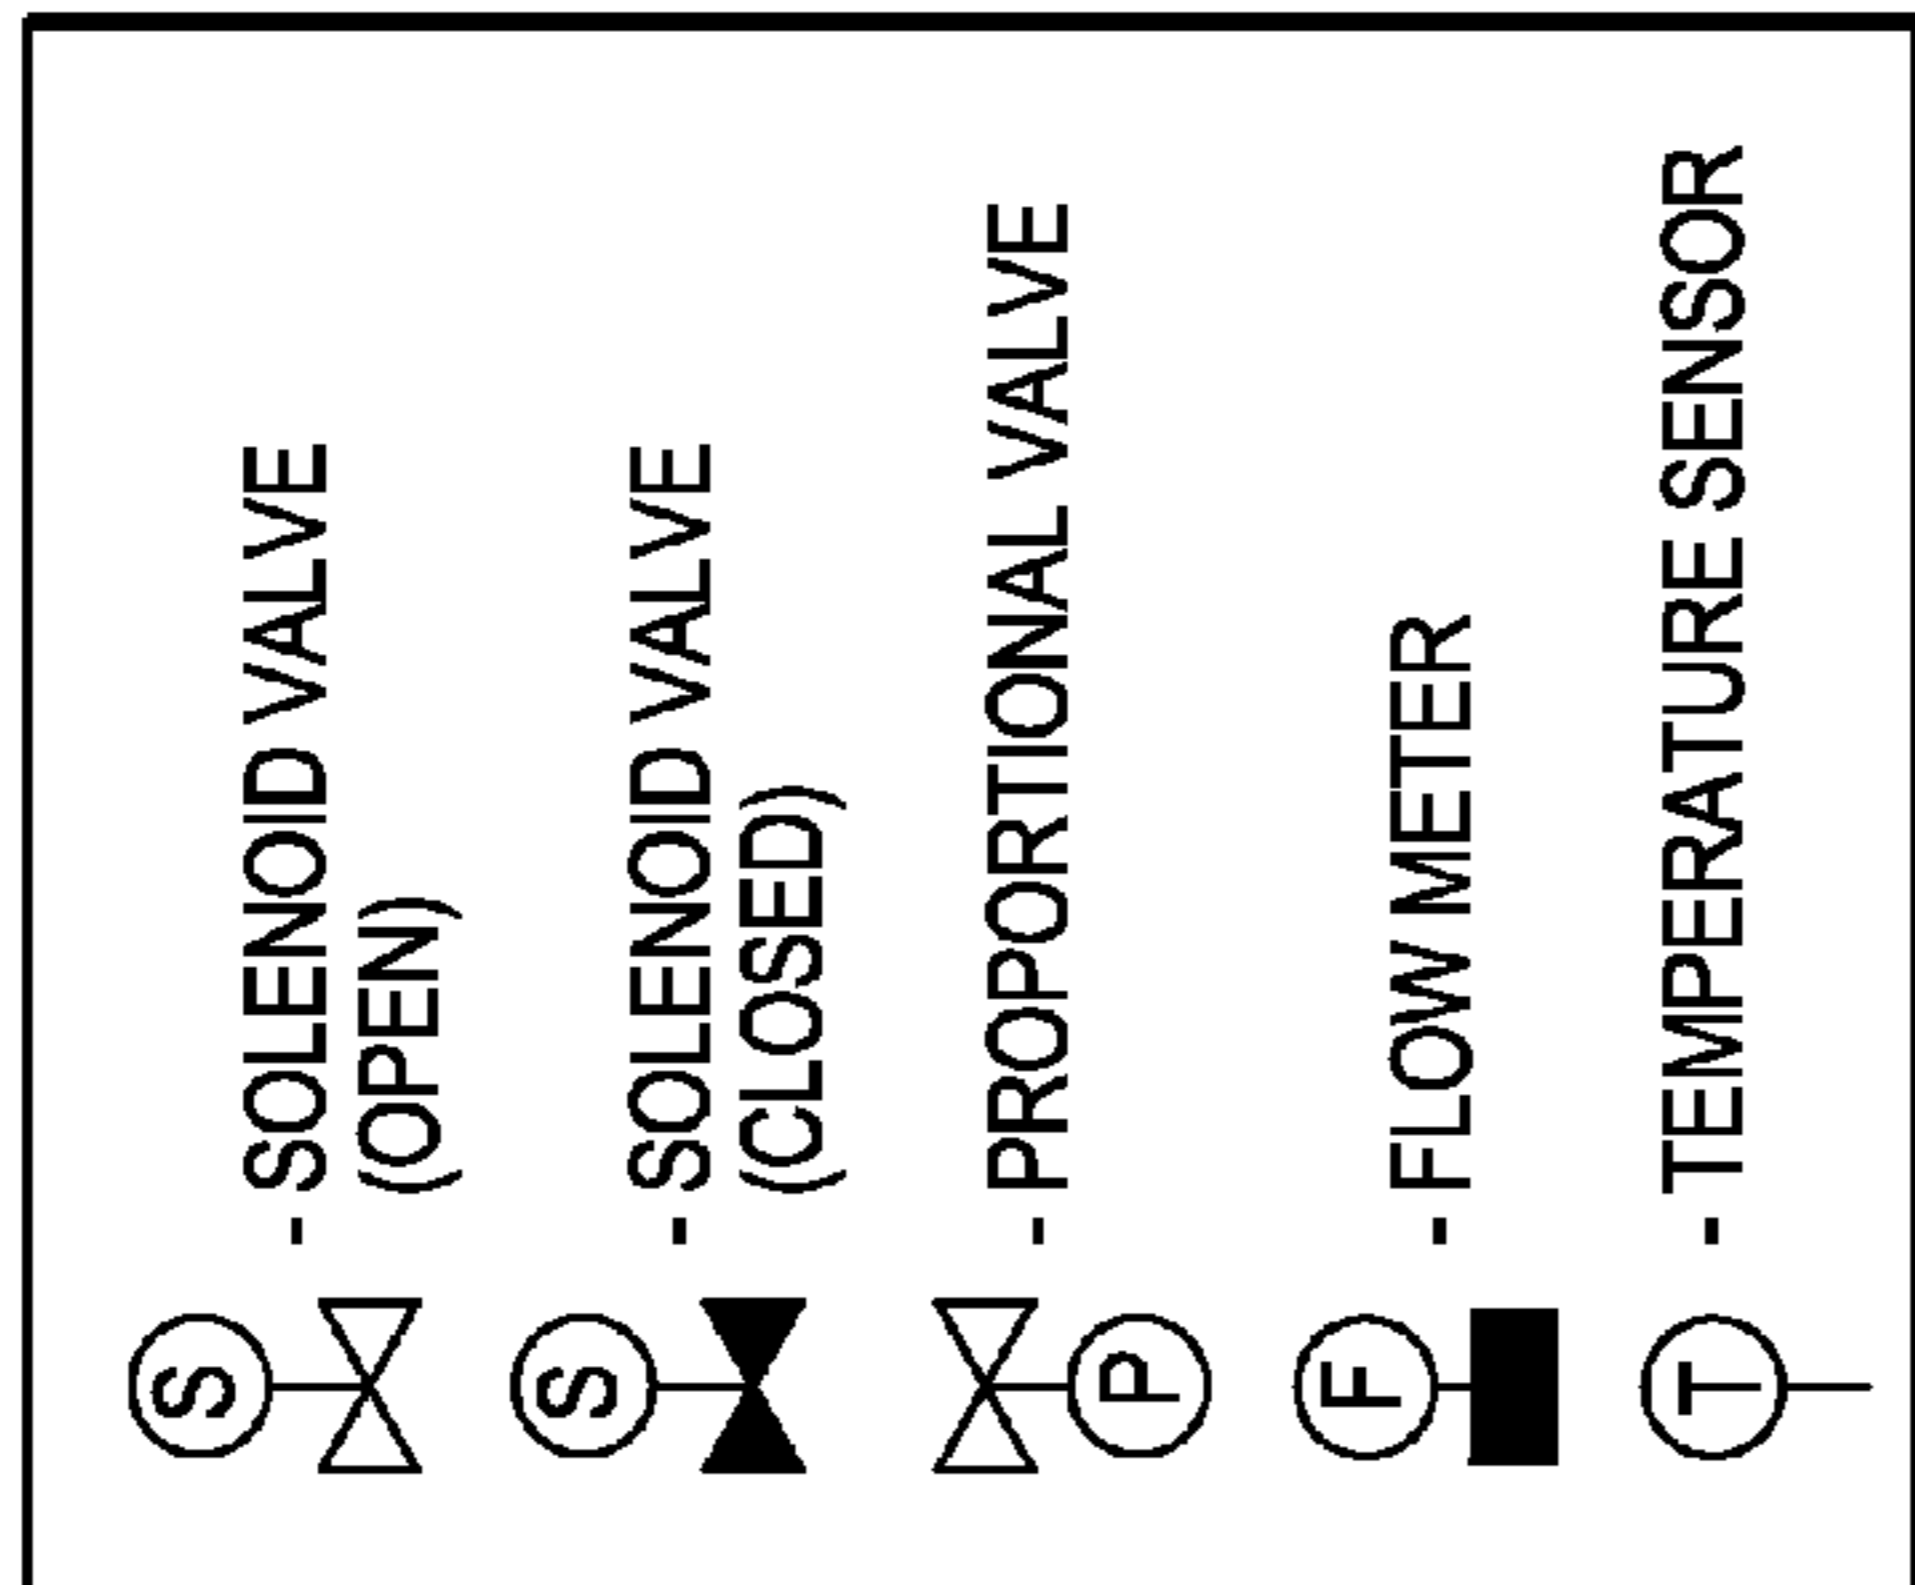 S - SOLENOID VALVE
(OPEN)
S - SOLENOID VALVE
(CLOSED)
P - PROPORTIONAL VALVE
F - FLOW METER
T - TEMPERATURE SENSOR